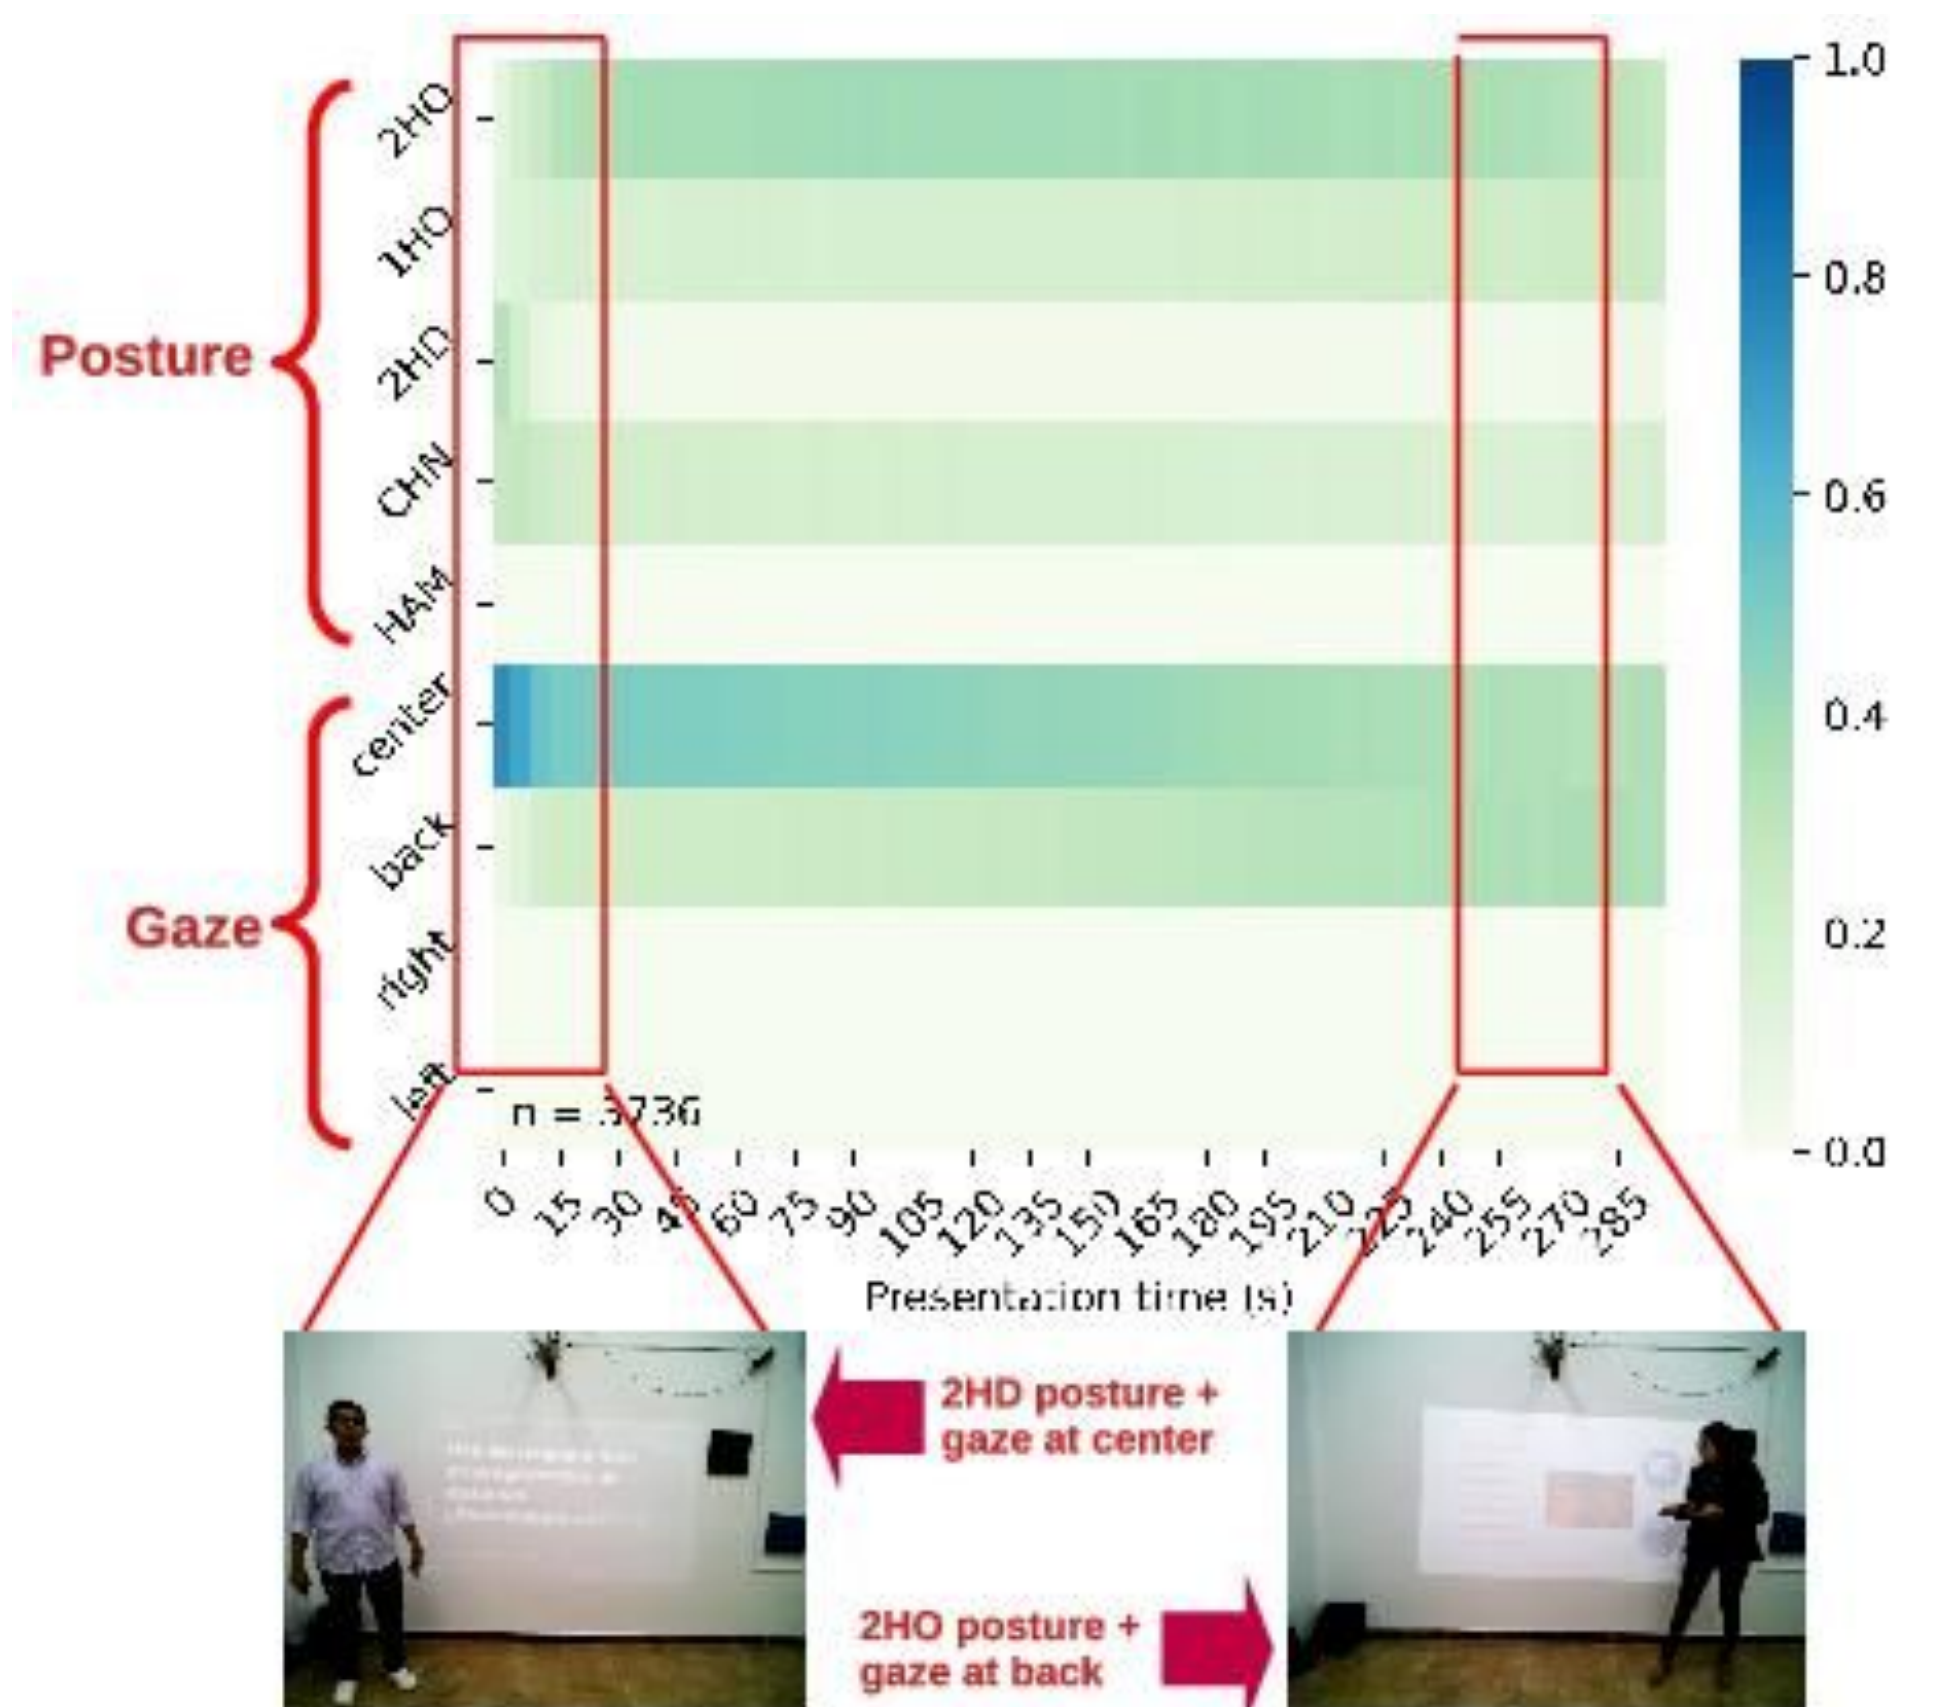 Posture
2HO
1HO
2HD
CHN
HAM
Gaze
center
back
right
left
1.0
0.8
0.6
0.4
0.2
0.0
n = 3736
0 15 30 45 60 75 90 105 120 135 150 165 180 195 210 225 240 255 270 285
Presentation time (s)
2HD posture +
gaze at center
2HO posture +
gaze at back